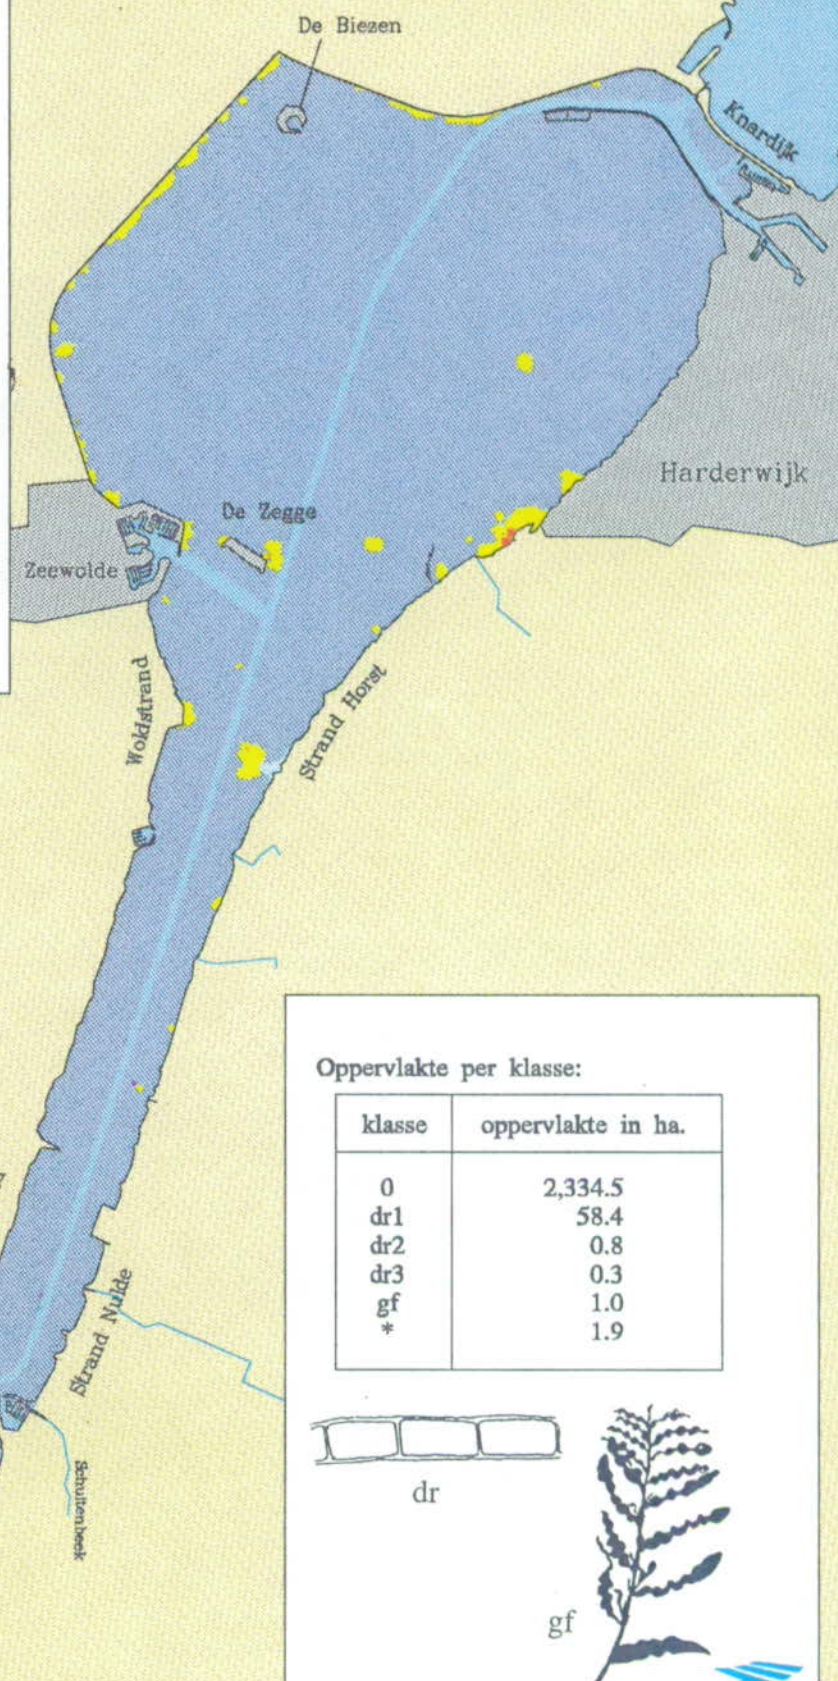 De Biezen
Knardijk
Harderwijk
De Zegge
Zeewolde
Woldstrand
Strand Horst
Oppervlakte per klasse:
klasse oppervlakte in ha.
0 2,334.5
dr1 58.4
dr2 0.8
dr3 0.3
gf 1.0
* 1.9
Strand Nulde
Schuitenbeek
dr
gf